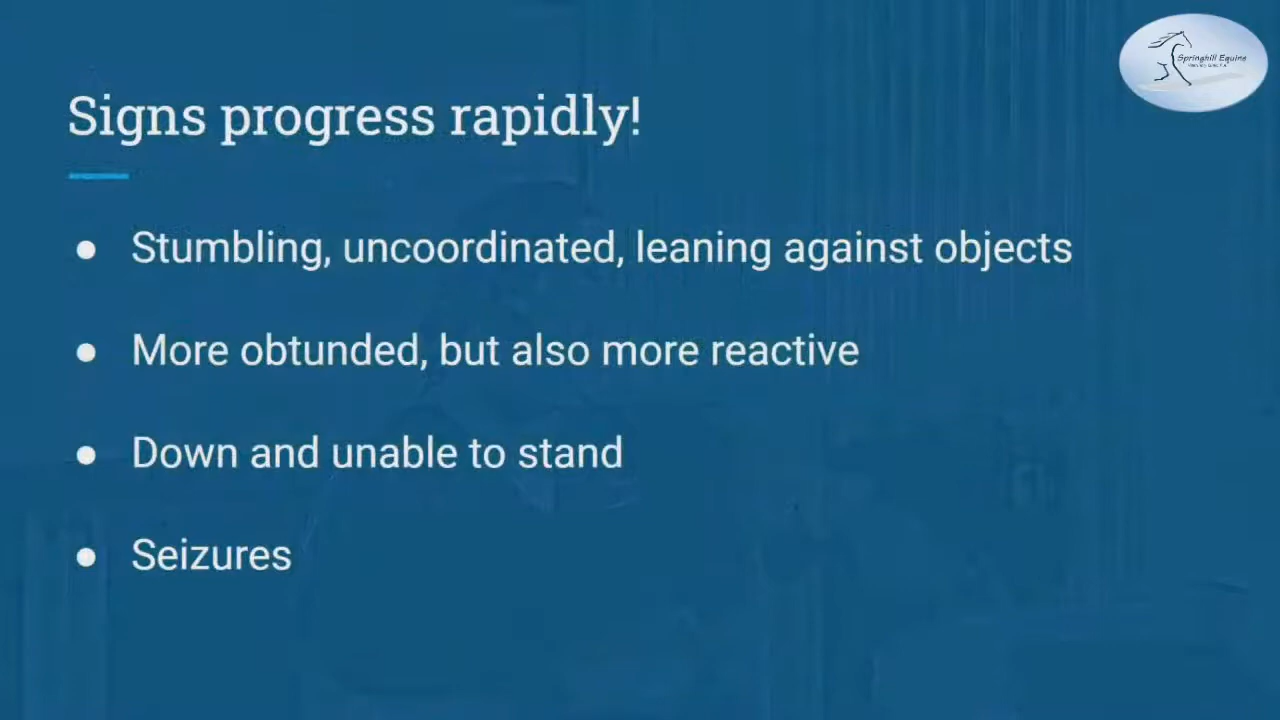 Springhill Equine
Signs progress rapidly!
● Stumbling, uncoordinated, leaning against objects
● More obtunded, but also more reactive
● Down and unable to stand
● Seizures